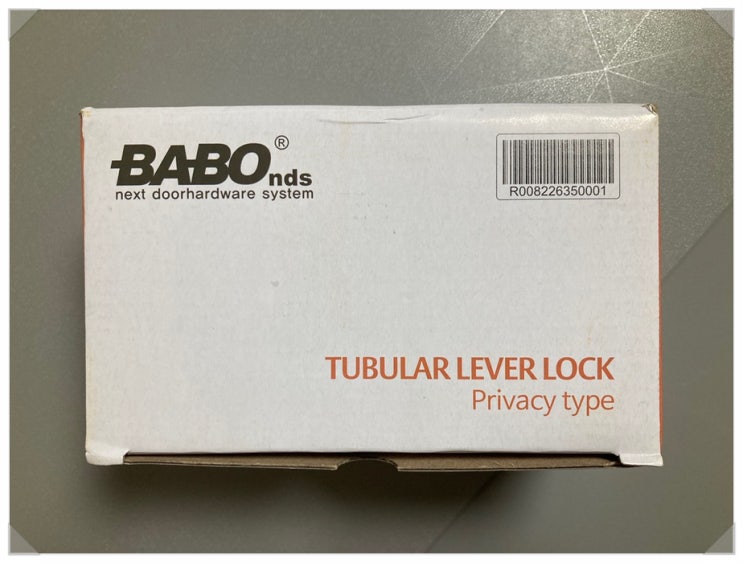 BABO® nds
next doorhardware system
R008226350001
TUBULAR LEVER LOCK
Privacy type